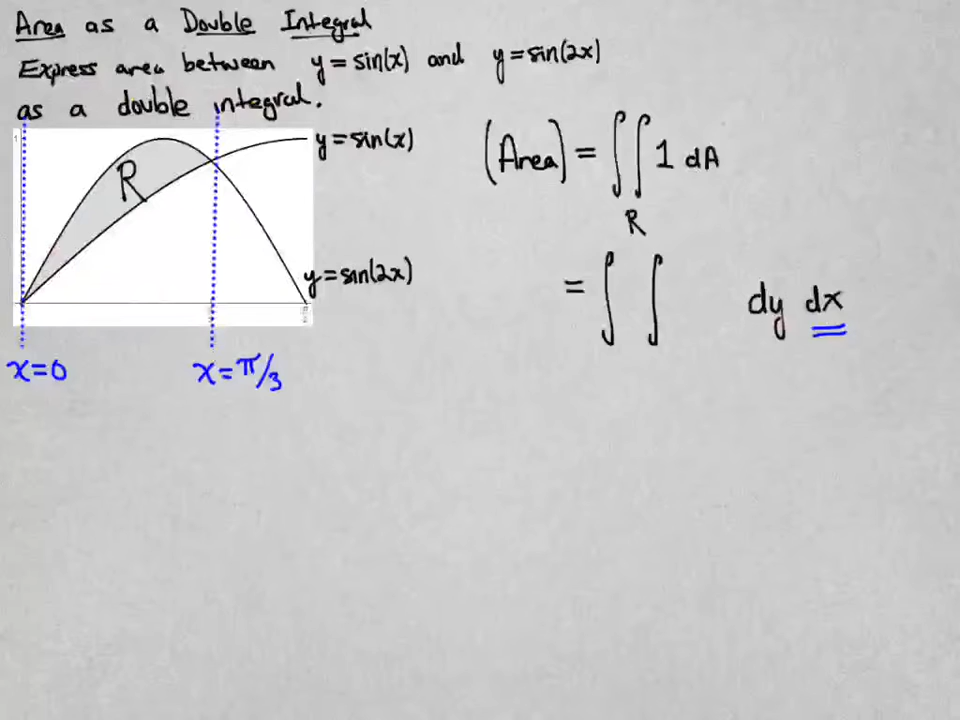 Area as a Double Integral
Express area between y = sin(x) and y = sin(2x)
as a double integral.
1
y = sin(x)
R
(Area) = ∫∫ 1 dA
R
y = sin(2x)
= ∫ ∫ dy dx
x=0
x = π/3